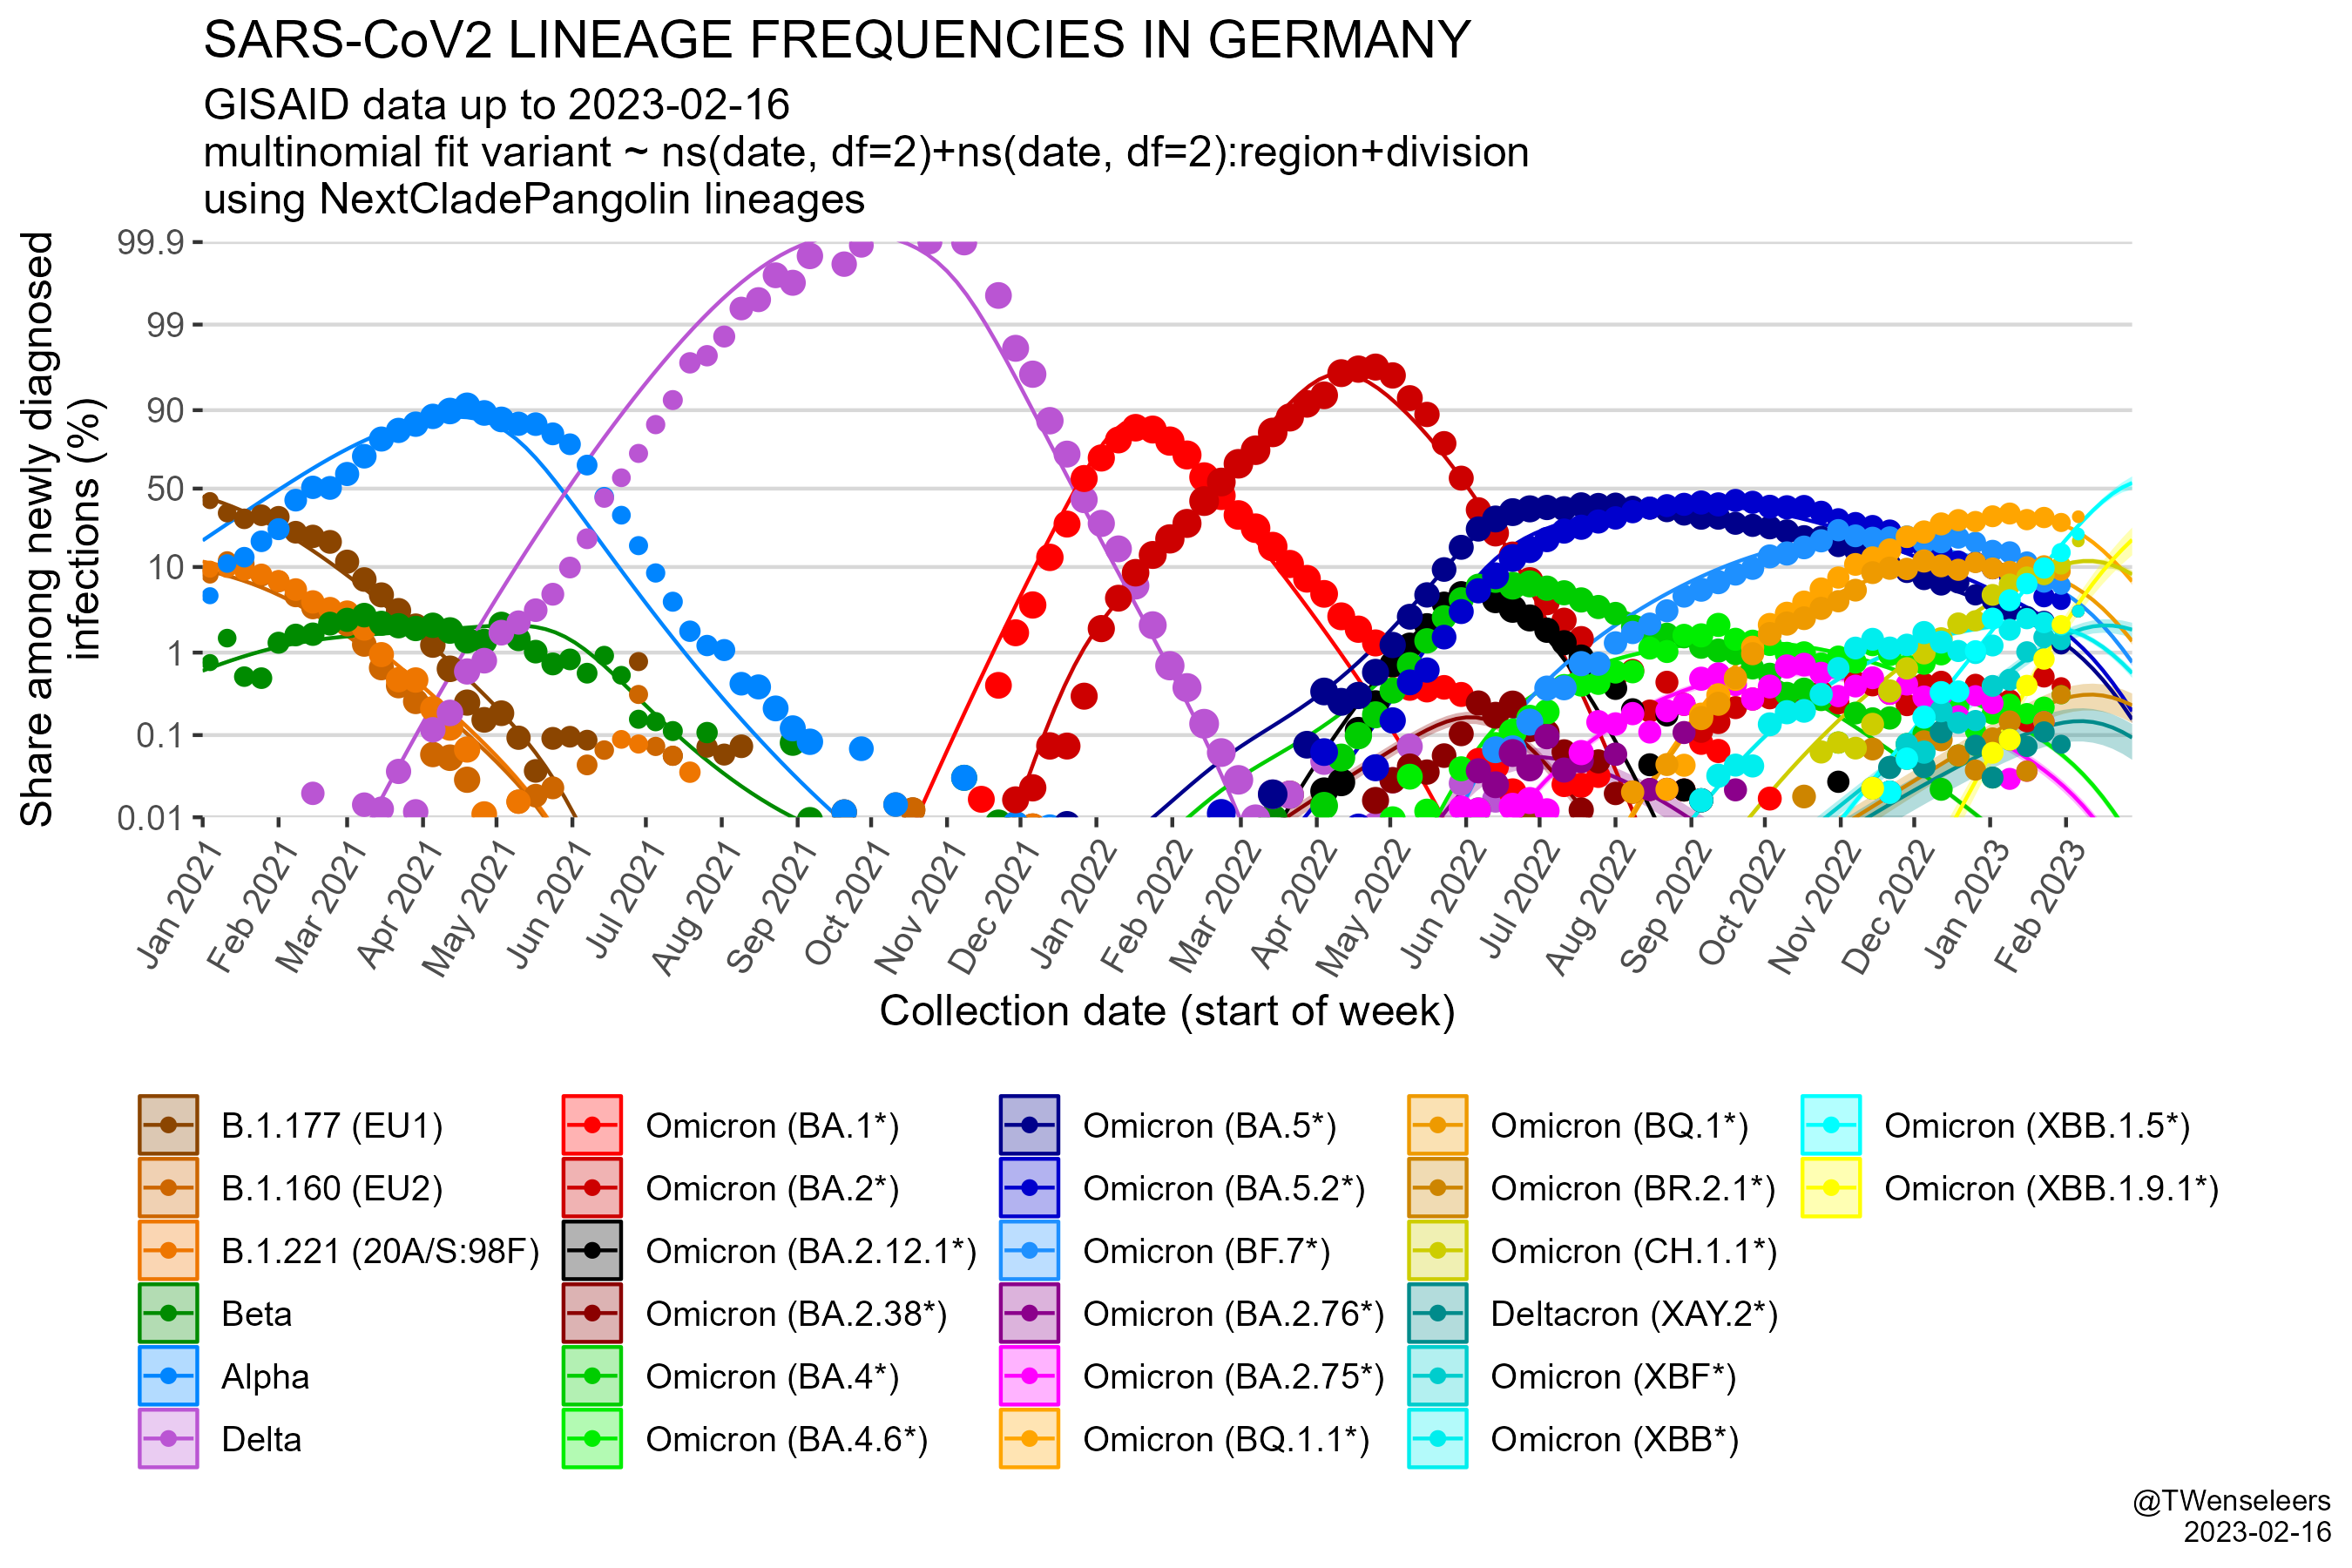 SARS-CoV2 LINEAGE FREQUENCIES IN GERMANY
GISAID data up to 2023-02-16
multinomial fit variant ~ ns(date, df=2)+ns(date, df=2):region+division
using NextCladePangolin lineages
Share among newly diagnosed
infections (%)
99.9
99
90
50
10
1
0.1
0.01
Jan 2021
Feb 2021
Mar 2021
Apr 2021
May 2021
Jun 2021
Jul 2021
Aug 2021
Sep 2021
Oct 2021
Nov 2021
Dec 2021
Jan 2022
Feb 2022
Mar 2022
Apr 2022
May 2022
Jun 2022
Jul 2022
Aug 2022
Sep 2022
Oct 2022
Nov 2022
Dec 2022
Jan 2023
Feb 2023
Collection date (start of week)
B.1.177 (EU1)
B.1.160 (EU2)
B.1.221 (20A/S:98F)
Beta
Alpha
Delta
Omicron (BA.1*)
Omicron (BA.2*)
Omicron (BA.2.12.1*)
Omicron (BA.2.38*)
Omicron (BA.4*)
Omicron (BA.4.6*)
Omicron (BA.5*)
Omicron (BA.5.2*)
Omicron (BF.7*)
Omicron (BA.2.76*)
Omicron (BA.2.75*)
Omicron (BQ.1.1*)
Omicron (BQ.1*)
Omicron (BR.2.1*)
Omicron (CH.1.1*)
Deltacron (XAY.2*)
Omicron (XBF*)
Omicron (XBB*)
Omicron (XBB.1.5*)
Omicron (XBB.1.9.1*)
@TWenseleers
2023-02-16